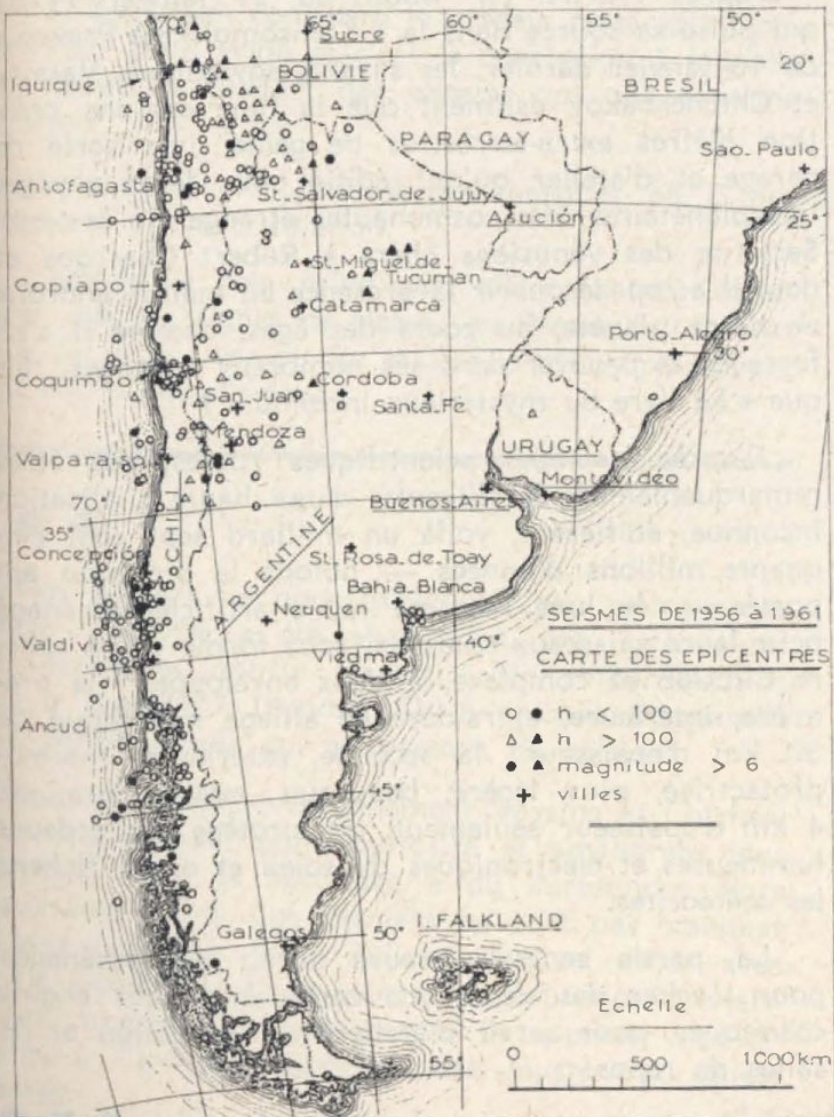 70°
65°
60°
55°
50°
Sucre
20°
Iquique
BOLIVIE
BRESIL
PARAGAY
São-Paulo
Antofagasta
St. Salvador de Jujuy
Asución
25°
St. Miguel de
Tucuman
Copiapo
Catamarca
Porto-Alegro
30°
Coquimbo
Cordoba
San Juan
Santa Fe
Mendoza
Valparaiso
URUGAY
Montevideo
Buenos-Aires
70°
35°
CHILI
ARGENTINE
Concepción
St. Rosa de Toay
Bahia Blanca
Neuquen
SEISMES DE 1956 à 1961
Valdivia
40°
Viedma
CARTE DES EPICENTRES
h < 100
Ancud
h > 100
magnitude > 6
45°
villes
Galegos
50°
I. FALKLAND
Echelle
55°
0 500 1000 km